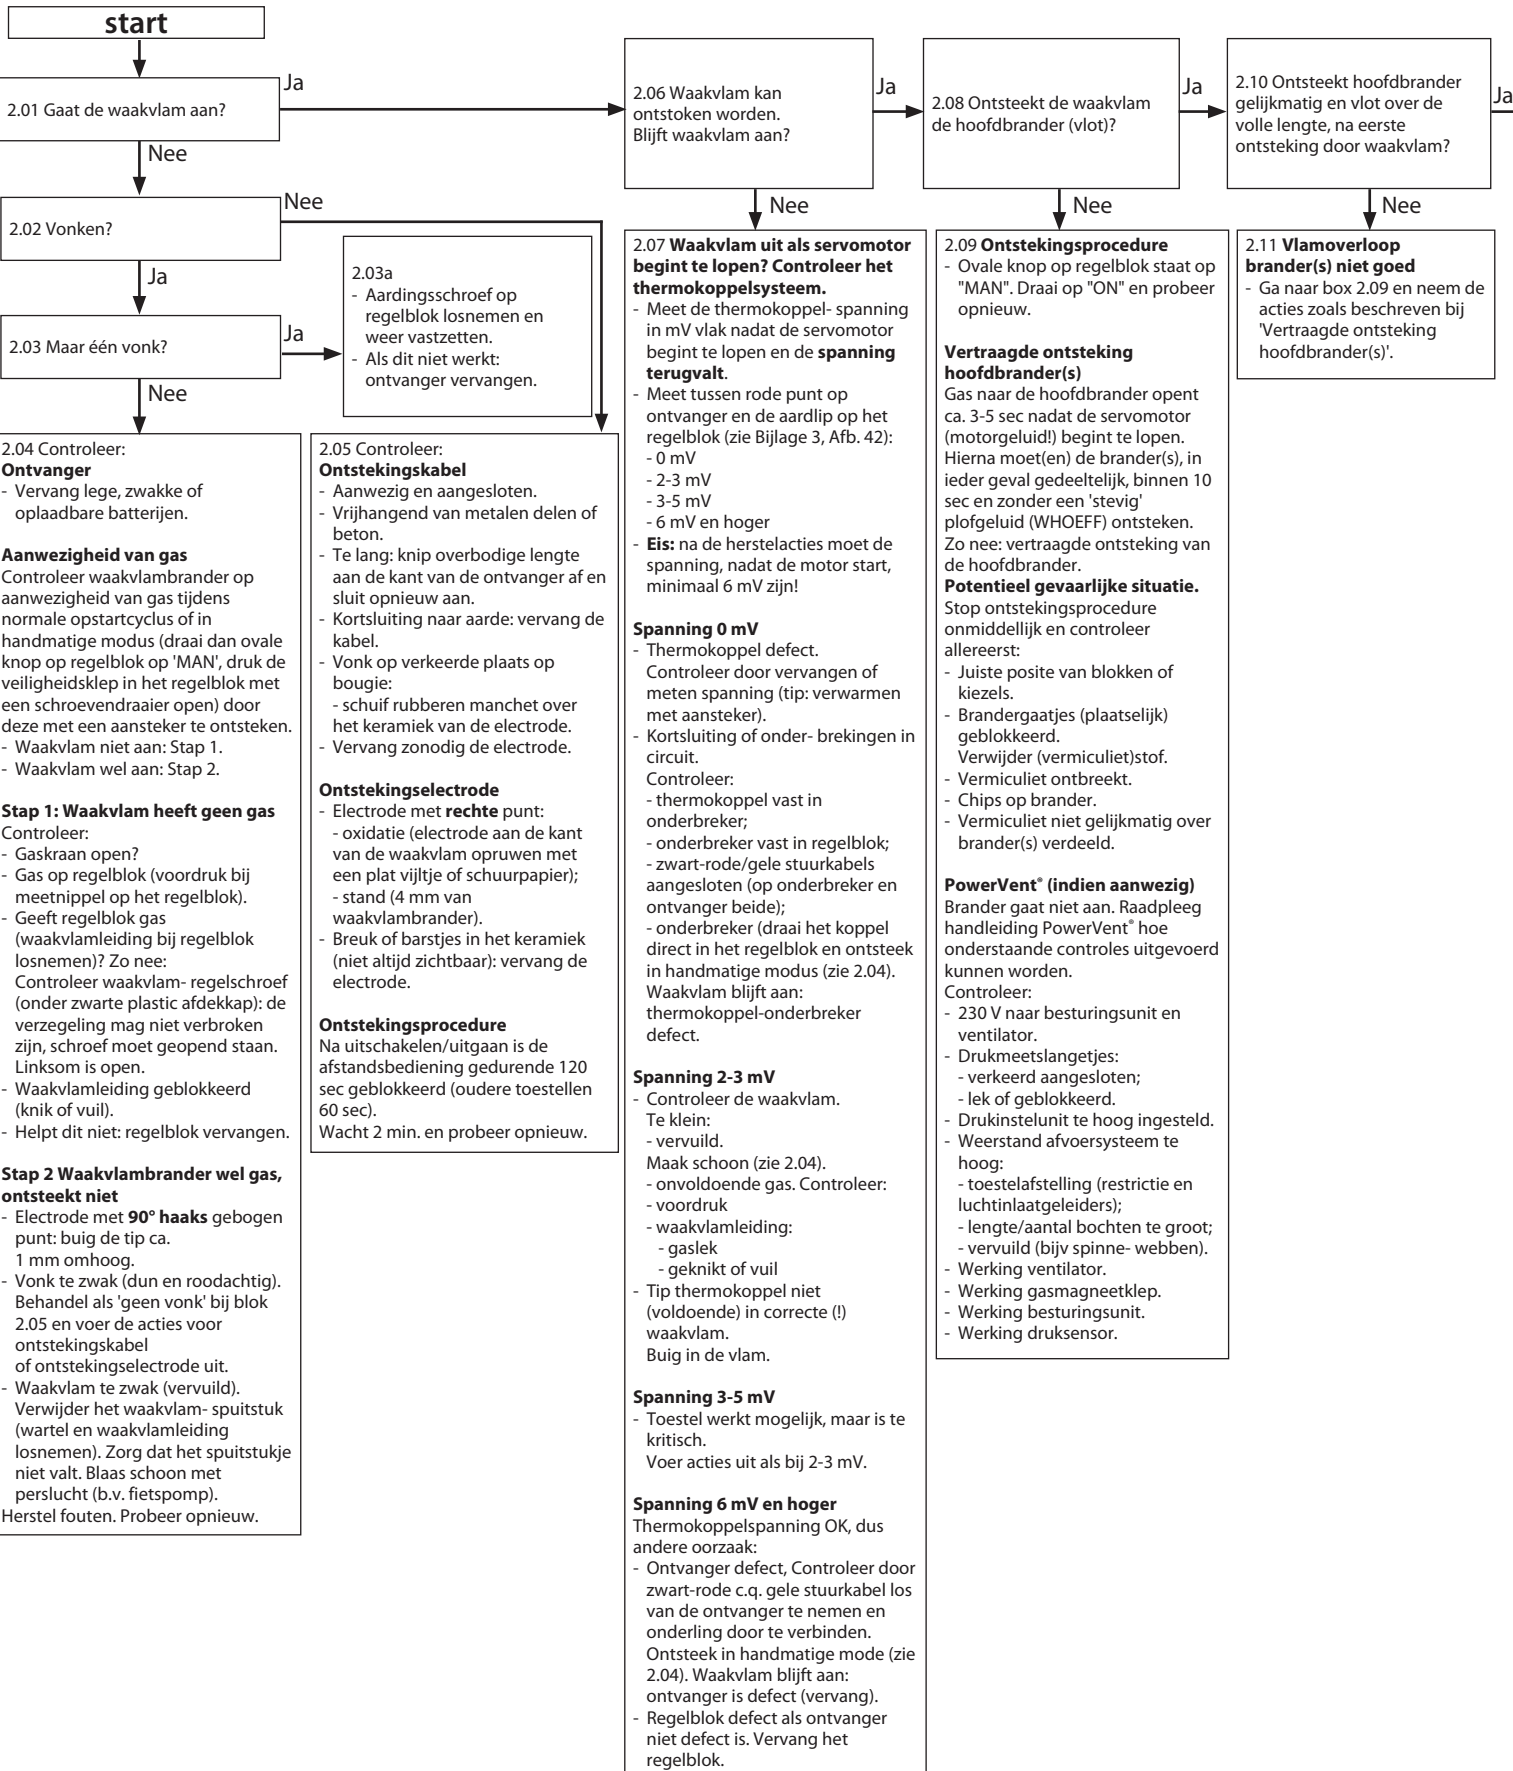 start
2.01 Gaat de waakvlam aan?
Ja
Nee
2.02 Vonken?
Nee
Ja
2.03 Maar één vonk?
Ja
Nee
2.03a
- Aardingsschroef op
regelblok losnemen en
weer vastzetten.
- Als dit niet werkt:
ontvanger vervangen.
2.04 Controleer:
Ontvanger
- Vervang lege, zwakke of
oplaadbare batterijen.
Aanwezigheid van gas
Controleer waakvlambrander op
aanwezigheid van gas tijdens
normale opstartcyclus of in
handmatige modus (draai dan ovale
knop op regelblok op 'MAN', druk de
veiligheidsklep in het regelblok met
een schroevendraaier open) door
deze met een aansteker te ontsteken.
- Waakvlam niet aan: Stap 1.
- Waakvlam wel aan: Stap 2.
Stap 1: Waakvlam heeft geen gas
Controleer:
- Gaskraan open?
- Gas op regelblok (voordruk bij
meetnippel op het regelblok).
- Geeft regelblok gas
(waakvlamleiding bij regelblok
losnemen)? Zo nee:
Controleer waakvlam- regelschroef
(onder zwarte plastic afdekkap): de
verzegeling mag niet verbroken
zijn, schroef moet geopend staan.
Linksom is open.
- Waakvlamleiding geblokkeerd
(knik of vuil).
- Helpt dit niet: regelblok vervangen.
Stap 2 Waakvlambrander wel gas,
ontsteekt niet
- Electrode met 90° haaks gebogen
punt: buig de tip ca.
1 mm omhoog.
- Vonk te zwak (dun en roodachtig).
Behandel als 'geen vonk' bij blok
2.05 en voer de acties voor
ontstekingskabel
of ontstekingselectrode uit.
- Waakvlam te zwak (vervuild).
Verwijder het waakvlam- spuitstuk
(wartel en waakvlamleiding
losnemen). Zorg dat het spuitstukje
niet valt. Blaas schoon met
perslucht (b.v. fietspomp).
Herstel fouten. Probeer opnieuw.
2.05 Controleer:
Ontstekingskabel
- Aanwezig en aangesloten.
- Vrijhangend van metalen delen of
beton.
- Te lang: knip overbodige lengte
aan de kant van de ontvanger af en
sluit opnieuw aan.
- Kortsluiting naar aarde: vervang de
kabel.
- Vonk op verkeerde plaats op
bougie:
- schuif rubberen manchet over
het keramiek van de electrode.
- Vervang zonodig de electrode.
Ontstekingselectrode
- Electrode met rechte punt:
- oxidatie (electrode aan de kant
van de waakvlam opruwen met
een plat vijltje of schuurpapier);
- stand (4 mm van
waakvlambrander).
- Breuk of barstjes in het keramiek
(niet altijd zichtbaar): vervang de
electrode.
Ontstekingsprocedure
Na uitschakelen/uitgaan is de
afstandsbediening gedurende 120
sec geblokkeerd (oudere toestellen
60 sec).
Wacht 2 min. en probeer opnieuw.
2.06 Waakvlam kan
ontstoken worden.
Blijft waakvlam aan?
Ja
Nee
2.07 Waakvlam uit als servomotor
begint te lopen? Controleer het
thermokoppelsysteem.
- Meet de thermokoppel- spanning
in mV vlak nadat de servomotor
begint te lopen en de spanning
terugvalt.
- Meet tussen rode punt op
ontvanger en de aardlip op het
regelblok (zie Bijlage 3, Afb. 42):
- 0 mV
- 2-3 mV
- 3-5 mV
- 6 mV en hoger
- Eis: na de herstelacties moet de
spanning, nadat de motor start,
minimaal 6 mV zijn!
Spanning 0 mV
- Thermokoppel defect.
Controleer door vervangen of
meten spanning (tip: verwarmen
met aansteker).
- Kortsluiting of onder- brekingen in
circuit.
Controleer:
- thermokoppel vast in
onderbreker;
- onderbreker vast in regelblok;
- zwart-rode/gele stuurkabels
aangesloten (op onderbreker en
ontvanger beide);
- onderbreker (draai het koppel
direct in het regelblok en ontsteek
in handmatige modus (zie 2.04).
Waakvlam blijft aan:
thermokoppel-onderbreker
defect.
Spanning 2-3 mV
- Controleer de waakvlam.
Te klein:
- vervuild.
Maak schoon (zie 2.04).
- onvoldoende gas. Controleer:
- voordruk
- waakvlamleiding:
- gaslek
- geknikt of vuil
- Tip thermokoppel niet
(voldoende) in correcte (!)
waakvlam.
Buig in de vlam.
Spanning 3-5 mV
- Toestel werkt mogelijk, maar is te
kritisch.
Voer acties uit als bij 2-3 mV.
Spanning 6 mV en hoger
Thermokoppelspanning OK, dus
andere oorzaak:
- Ontvanger defect, Controleer door
zwart-rode c.q. gele stuurkabel los
van de ontvanger te nemen en
onderling door te verbinden.
Ontsteek in handmatige mode (zie
2.04). Waakvlam blijft aan:
ontvanger is defect (vervang).
- Regelblok defect als ontvanger
niet defect is. Vervang het
regelblok.
2.08 Ontsteekt de waakvlam
de hoofdbrander (vlot)?
Ja
Nee
2.09 Ontstekingsprocedure
- Ovale knop op regelblok staat op
"MAN". Draai op "ON" en probeer
opnieuw.
Vertraagde ontsteking
hoofdbrander(s)
Gas naar de hoofdbrander opent
ca. 3-5 sec nadat de servomotor
(motorgeluid!) begint te lopen.
Hierna moet(en) de brander(s), in
ieder geval gedeeltelijk, binnen 10
sec en zonder een 'stevig'
plofgeluid (WHOEFF) ontsteken.
Zo nee: vertraagde ontsteking van
de hoofdbrander.
Potentieel gevaarlijke situatie.
Stop ontstekingsprocedure
onmiddellijk en controleer
allereerst:
- Juiste positie van blokken of
kiezels.
- Brandergaatjes (plaatselijk)
geblokkeerd.
Verwijder (vermiculiet)stof.
- Vermiculiet ontbreekt.
- Chips op brander.
- Vermiculiet niet gelijkmatig over
brander(s) verdeeld.
PowerVent® (indien aanwezig)
Brander gaat niet aan. Raadpleeg
handleiding PowerVent® hoe
onderstaande controles uitgevoerd
kunnen worden.
Controleer:
- 230 V naar besturingsunit en
ventilator.
- Drukmeetslangetjes:
- verkeerd aangesloten;
- lek of geblokkeerd.
- Drukinstelunit te hoog ingesteld.
- Weerstand afvoersysteem te
hoog:
- toestelafstelling (restrictie en
luchtinlaatgeleiders);
- lengte/aantal bochten te groot;
- vervuild (bijv spinne- webben).
- Werking ventilator.
- Werking gasmagneetklep.
- Werking besturingsunit.
- Werking druksensor.
2.10 Ontsteekt hoofdbrander
gelijkmatig en vlot over de
volle lengte, na eerste
ontsteking door waakvlam?
Ja
Nee
2.11 Vlamoverloop
brander(s) niet goed
- Ga naar box 2.09 en neem de
acties zoals beschreven bij
'Vertraagde ontsteking
hoofdbrander(s)'.